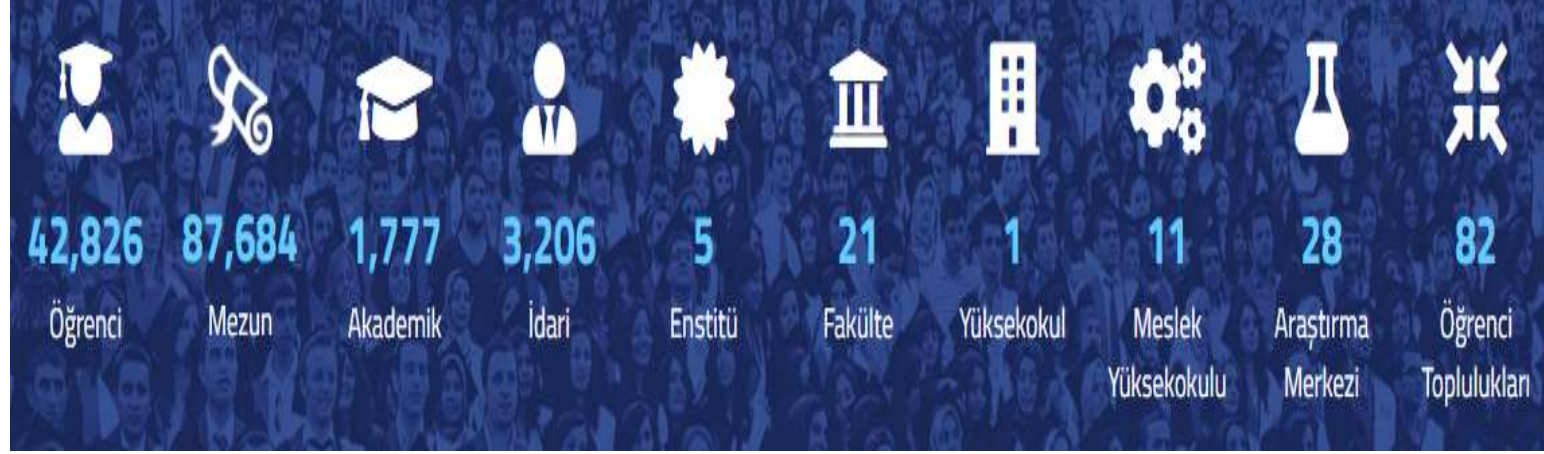 42,826 87,684 1,777 3,206 5 21 1 11 28 82
Öğrenci Mezun Akademik İdari Enstitü Fakülte Yüksekokul Meslek Araştırma Öğrenci
Yüksekokulu Merkezi Toplulukları